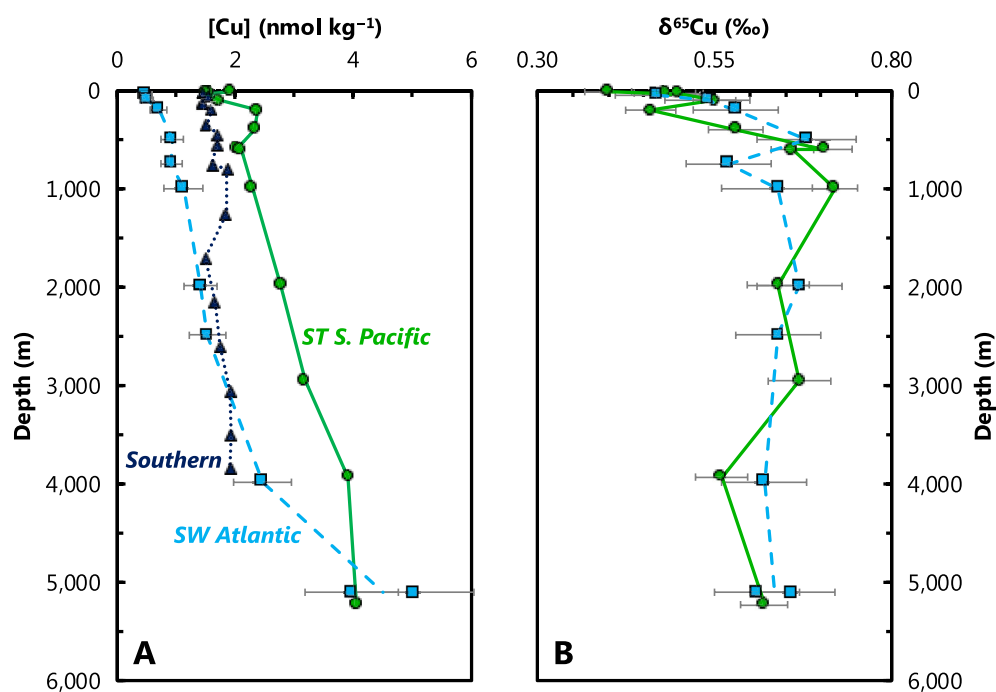 [Cu] (nmol kg⁻¹)
0 2 4 6
0
1,000
2,000
3,000
4,000
5,000
6,000
Depth (m)
ST S. Pacific
Southern
SW Atlantic
A
δ⁶⁵Cu (‰)
0.30 0.55 0.80
0
1,000
2,000
3,000
4,000
5,000
6,000
Depth (m)
B